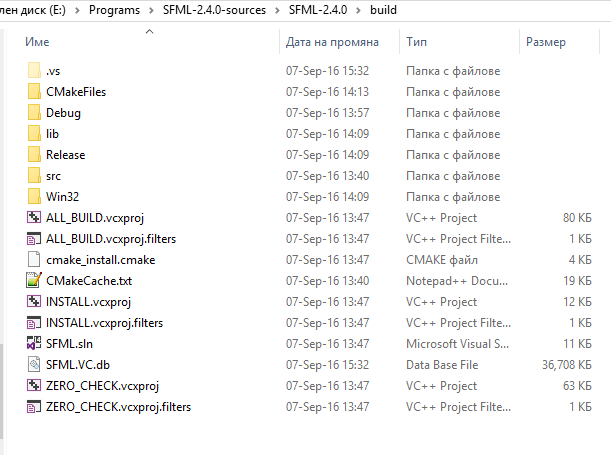 лен диск (E:) > Programs > SFML-2.4.0-sources > SFML-2.4.0 > build
Име Дата на промяна Тип Размер
.vs 07-Sep-16 15:32 Папка с файлове
CMakeFiles 07-Sep-16 14:13 Папка с файлове
Debug 07-Sep-16 13:57 Папка с файлове
lib 07-Sep-16 14:09 Папка с файлове
Release 07-Sep-16 14:09 Папка с файлове
src 07-Sep-16 13:40 Папка с файлове
Win32 07-Sep-16 14:09 Папка с файлове
ALL_BUILD.vcxproj 07-Sep-16 13:47 VC++ Project 80 КБ
ALL_BUILD.vcxproj.filters 07-Sep-16 13:47 VC++ Project Filte... 1 КБ
cmake_install.cmake 07-Sep-16 13:47 CMAKE файл 4 КБ
CMakeCache.txt 07-Sep-16 13:40 Notepad++ Docu... 19 КБ
INSTALL.vcxproj 07-Sep-16 13:47 VC++ Project 12 КБ
INSTALL.vcxproj.filters 07-Sep-16 13:47 VC++ Project Filte... 1 КБ
SFML.sln 07-Sep-16 13:47 Microsoft Visual S... 11 КБ
SFML.VC.db 07-Sep-16 15:32 Data Base File 36,708 КБ
ZERO_CHECK.vcxproj 07-Sep-16 13:47 VC++ Project 63 КБ
ZERO_CHECK.vcxproj.filters 07-Sep-16 13:47 VC++ Project Filte... 1 КБ